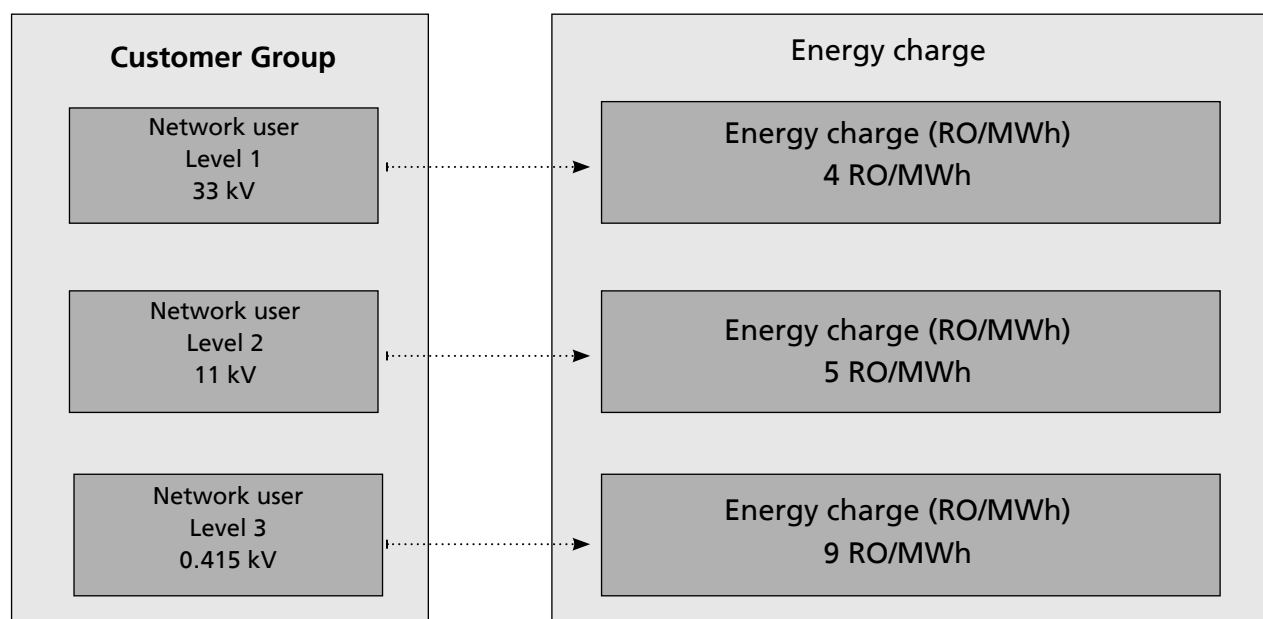 Customer Group
Energy charge
Network user
Level 1
33 kV
Energy charge (RO/MWh)
4 RO/MWh
Network user
Level 2
11 kV
Energy charge (RO/MWh)
5 RO/MWh
Network user
Level 3
0.415 kV
Energy charge (RO/MWh)
9 RO/MWh